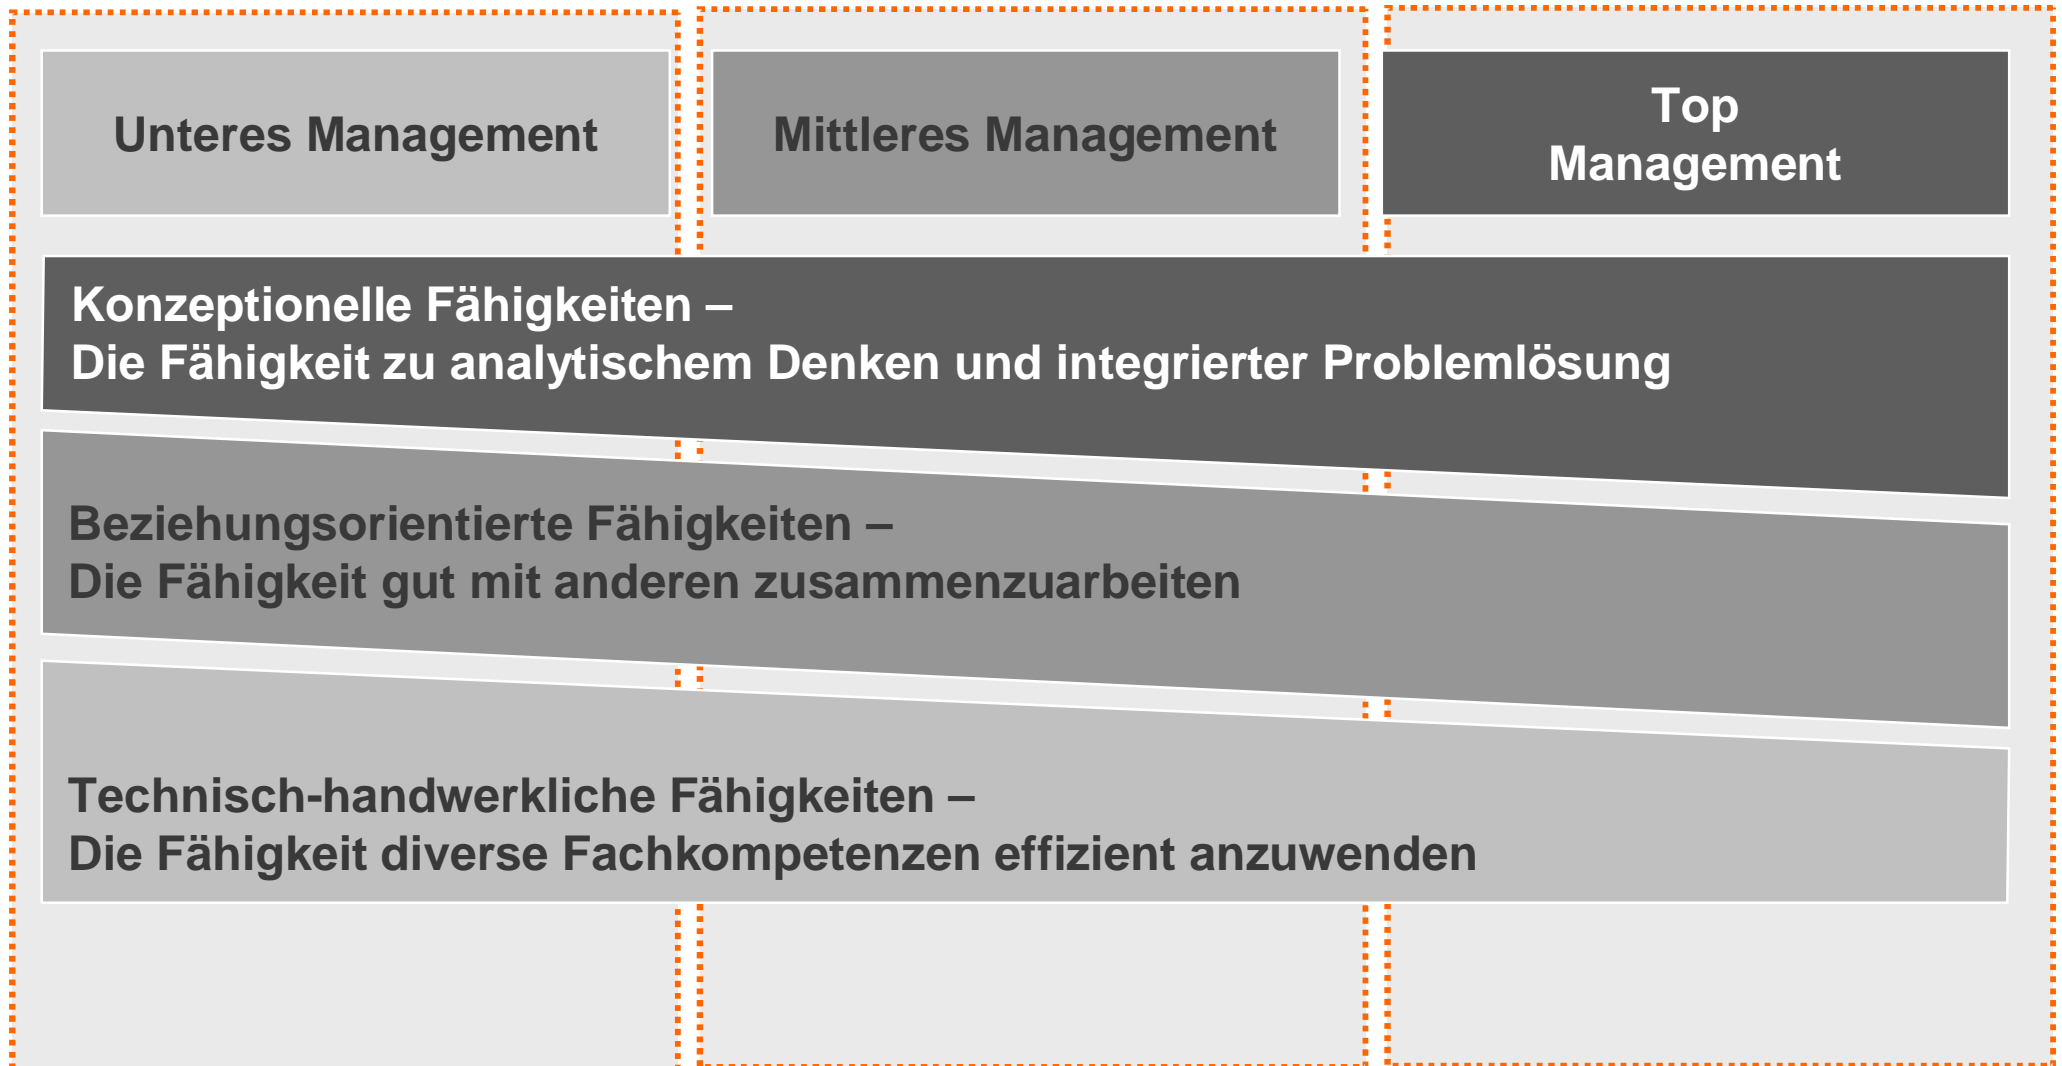 Unteres Management
Mittleres Management
Top
Management
Konzeptionelle Fähigkeiten –
Die Fähigkeit zu analytischem Denken und integrierter Problemlösung
Beziehungsorientierte Fähigkeiten –
Die Fähigkeit gut mit anderen zusammenzuarbeiten
Technisch-handwerkliche Fähigkeiten –
Die Fähigkeit diverse Fachkompetenzen effizient anzuwenden